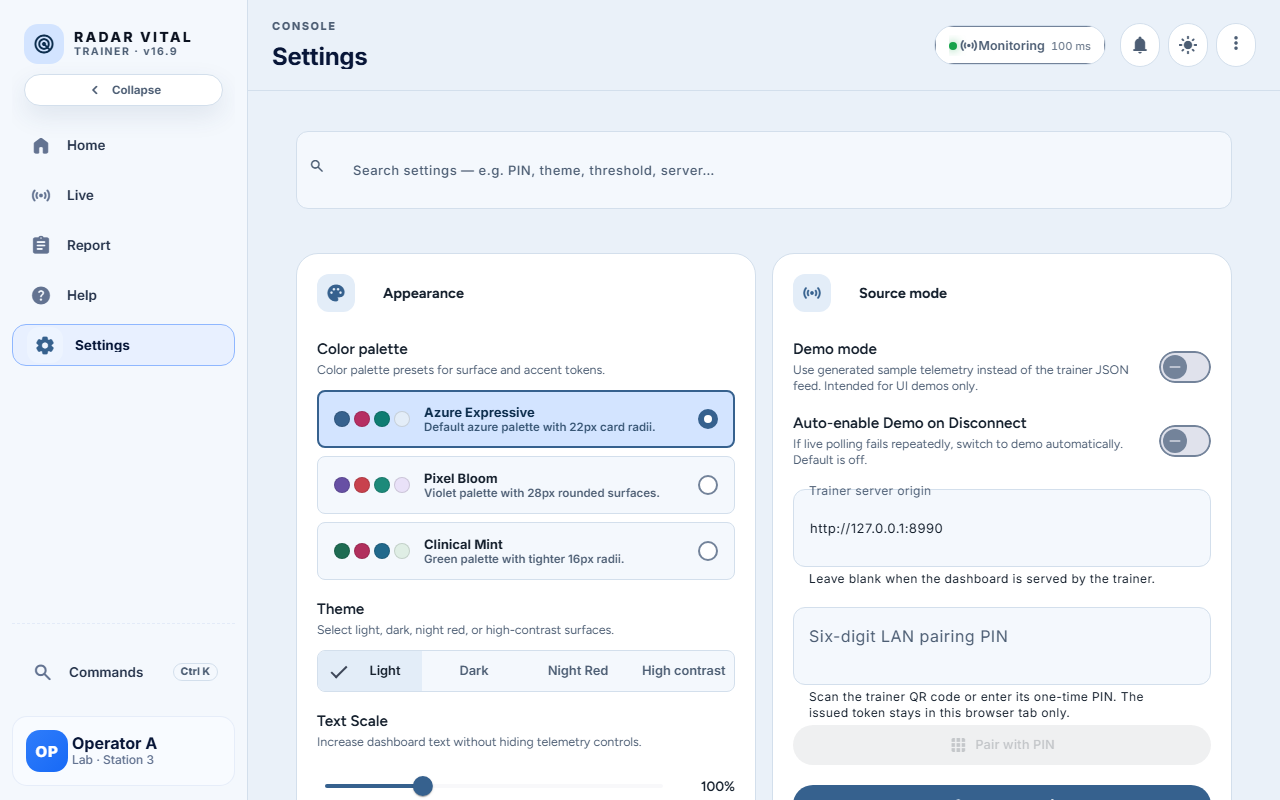 RADAR VITAL
TRAINER · v16.9
Collapse
Home
Live
Report
Help
Settings
Commands
Ctrl K
OP
Operator A
Lab · Station 3
CONSOLE
Settings
Monitoring 100 ms
Search settings — e.g. PIN, theme, threshold, server...
Appearance
Color palette
Color palette presets for surface and accent tokens.
Azure Expressive
Default azure palette with 22px card radii.
Pixel Bloom
Violet palette with 28px rounded surfaces.
Clinical Mint
Green palette with tighter 16px radii.
Theme
Select light, dark, night red, or high-contrast surfaces.
Light
Dark
Night Red
High contrast
Text Scale
Increase dashboard text without hiding telemetry controls.
100%
Source mode
Demo mode
Use generated sample telemetry instead of the trainer JSON
feed. Intended for UI demos only.
Auto-enable Demo on Disconnect
If live polling fails repeatedly, switch to demo automatically.
Default is off.
Trainer server origin
http://127.0.0.1:8990
Leave blank when the dashboard is served by the trainer.
Six-digit LAN pairing PIN
Scan the trainer QR code or enter its one-time PIN. The
issued token stays in this browser tab only.
Pair with PIN